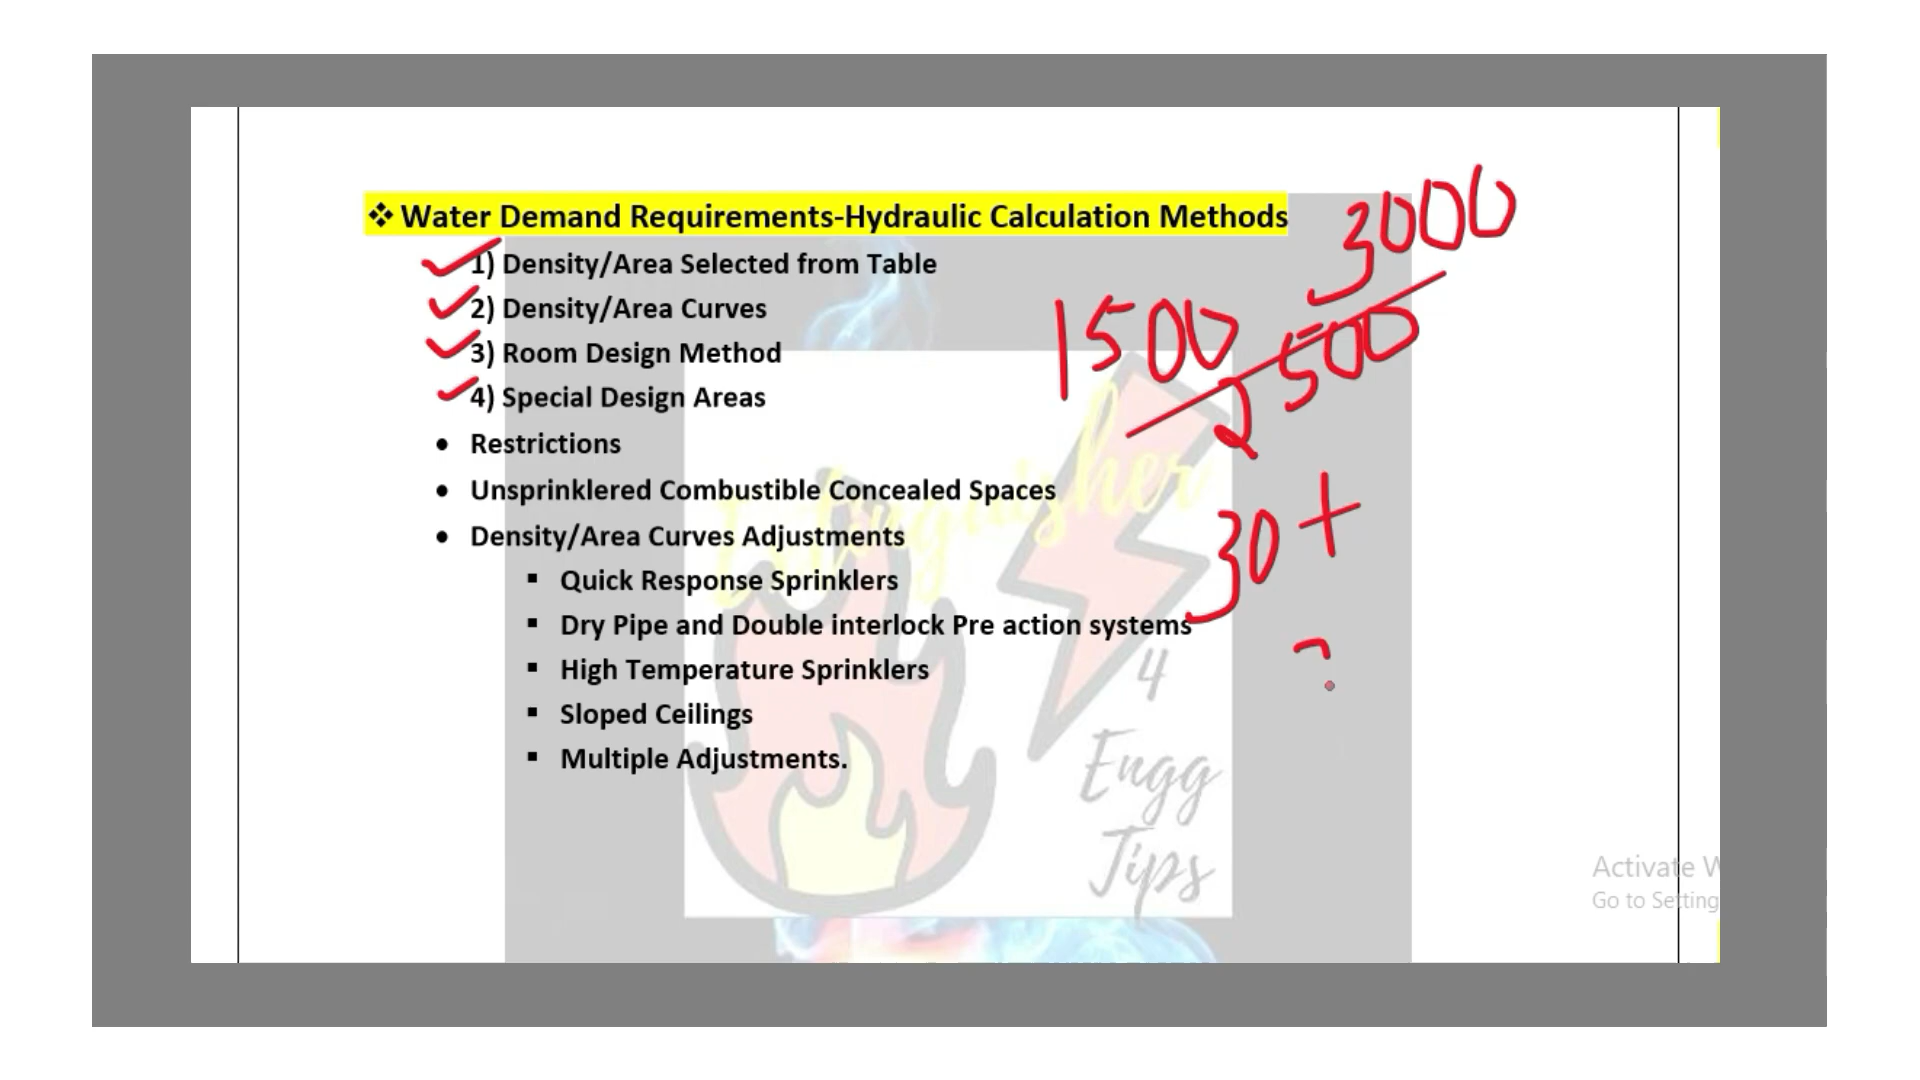 ❖ Water Demand Requirements-Hydraulic Calculation Methods
1) Density/Area Selected from Table
2) Density/Area Curves
3) Room Design Method
4) Special Design Areas
• Restrictions
• Unsprinklered Combustible Concealed Spaces
• Density/Area Curves Adjustments
▪ Quick Response Sprinklers
▪ Dry Pipe and Double interlock Pre action systems
▪ High Temperature Sprinklers
▪ Sloped Ceilings
▪ Multiple Adjustments.
3000
1500
2500
30 +
4
Engg
Tips
Activate W
Go to Setting